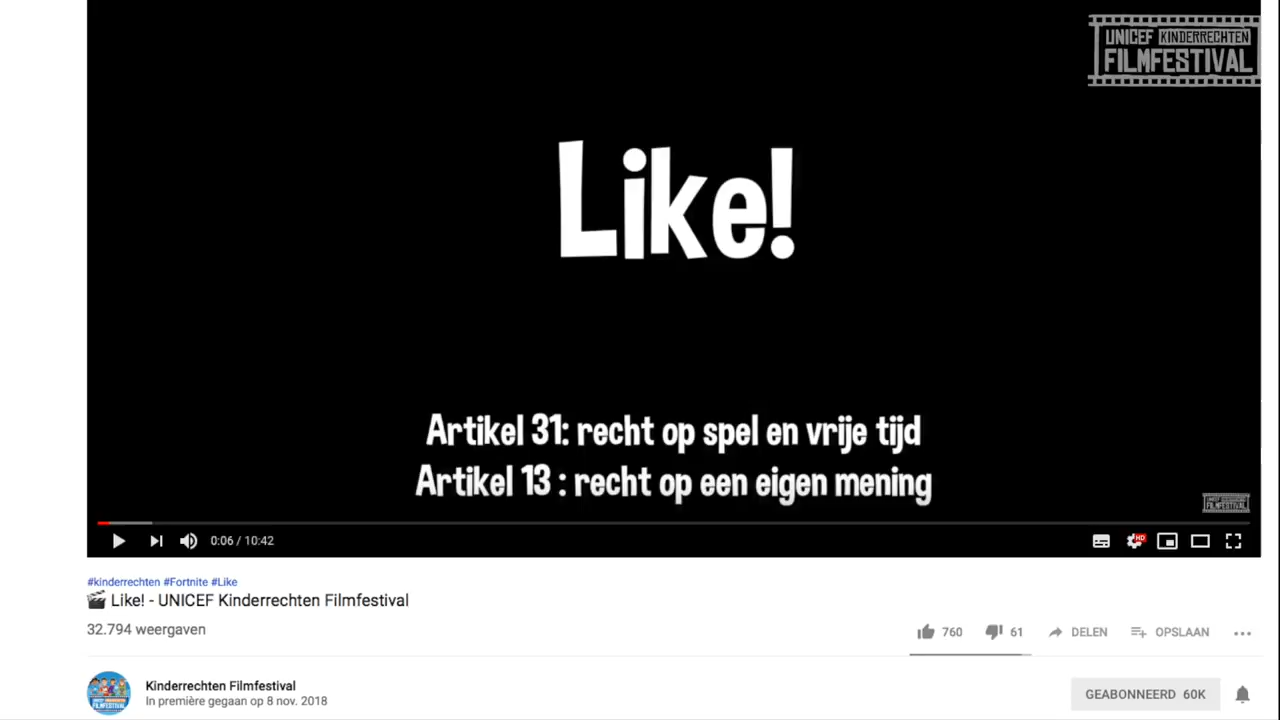 UNICEF KINDERRECHTEN
FILMFESTIVAL
Like!
Artikel 31: recht op spel en vrije tijd
Artikel 13 : recht op een eigen mening
FILMFESTIVAL
0:06 / 10:42
HD
#kinderrechten #Fortnite #Like
Like! - UNICEF Kinderrechten Filmfestival
32.794 weergaven
760
61
DELEN
OPSLAAN
Kinderrechten Filmfestival
In première gegaan op 8 nov. 2018
GEABONNEERD 60K